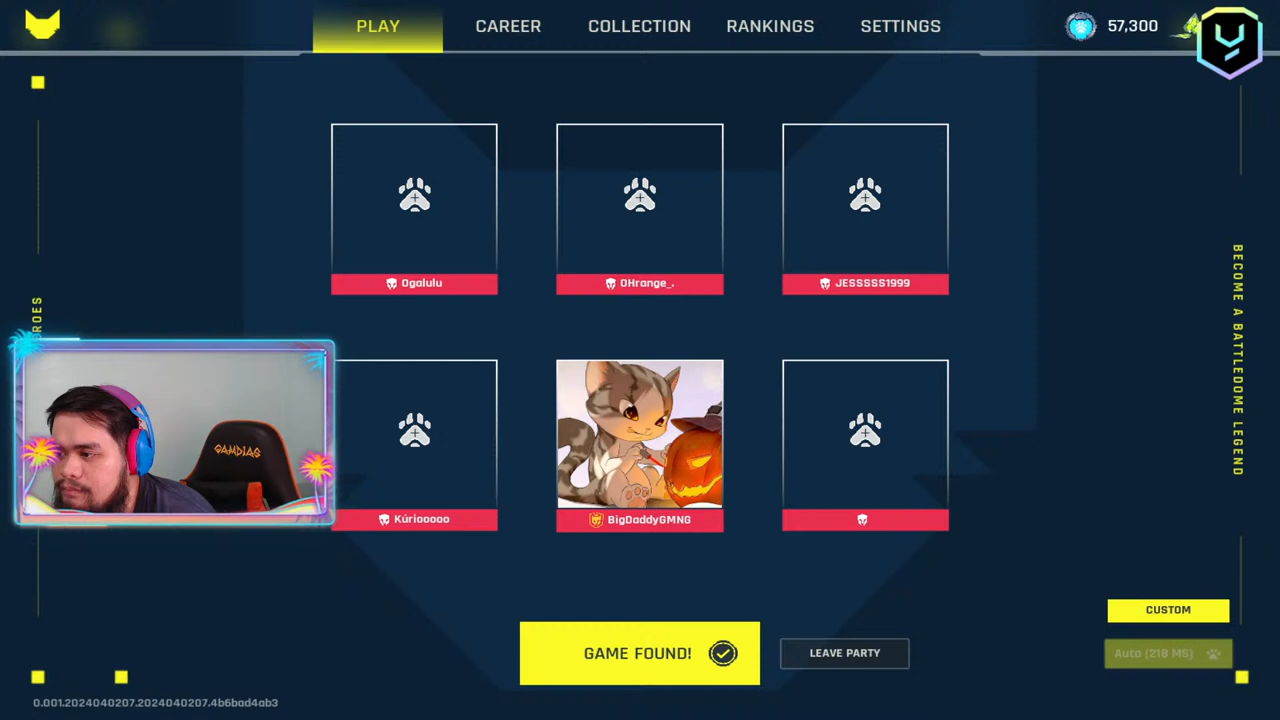 PLAY
CAREER
COLLECTION
RANKINGS
SETTINGS
57,300
Ogalulu
OHrange_.
JESSSSS1999
ROES
BECOME A BATTLEDOME LEGEND
GAMDIAS
Kúriooooo
BigDaddyGMNG
CUSTOM
GAME FOUND!
LEAVE PARTY
Auto (218 MS)
0.001.2024040207.2024040207.4b6bad4ab3